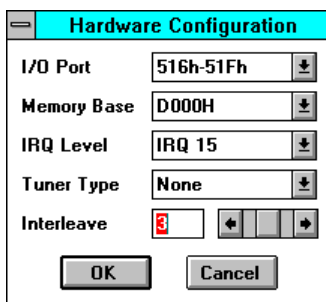 Hardware Configuration
I/O Port 516h-51Fh
Memory Base D000H
IRQ Level IRQ 15
Tuner Type None
Interleave 3
OK Cancel